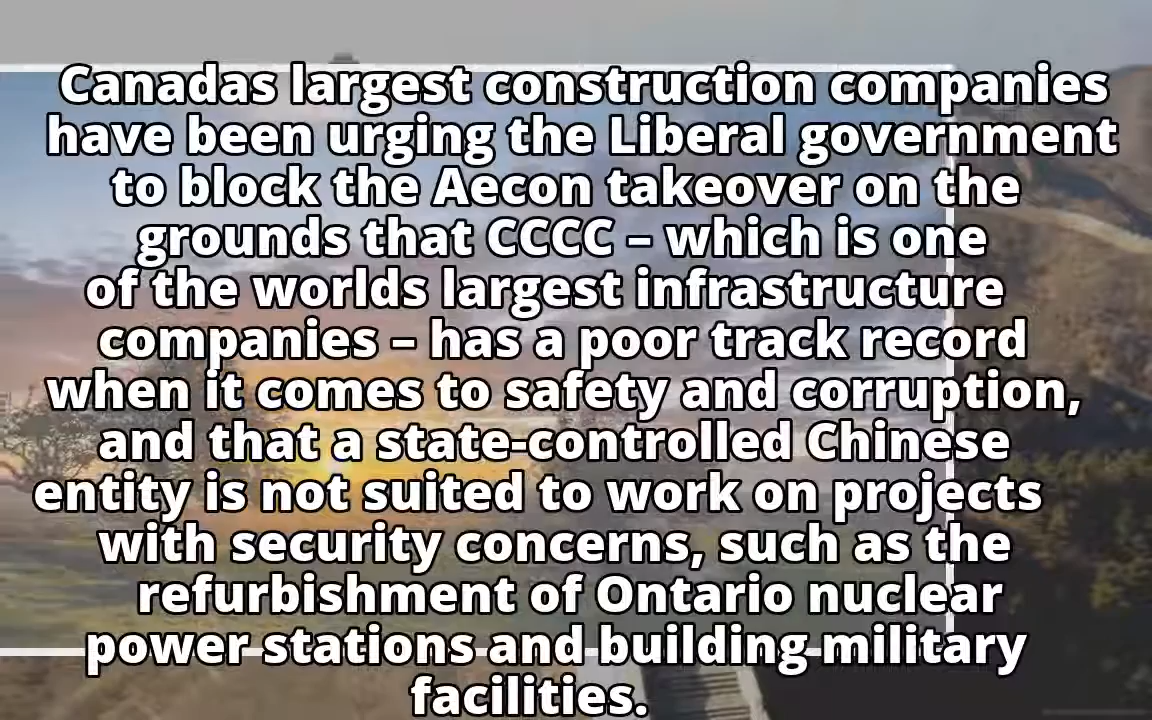 Canadas largest construction companies
have been urging the Liberal government
to block the Aecon takeover on the
grounds that CCCC – which is one
of the worlds largest infrastructure
companies – has a poor track record
when it comes to safety and corruption,
and that a state-controlled Chinese
entity is not suited to work on projects
with security concerns, such as the
refurbishment of Ontario nuclear
power stations and building military
facilities.